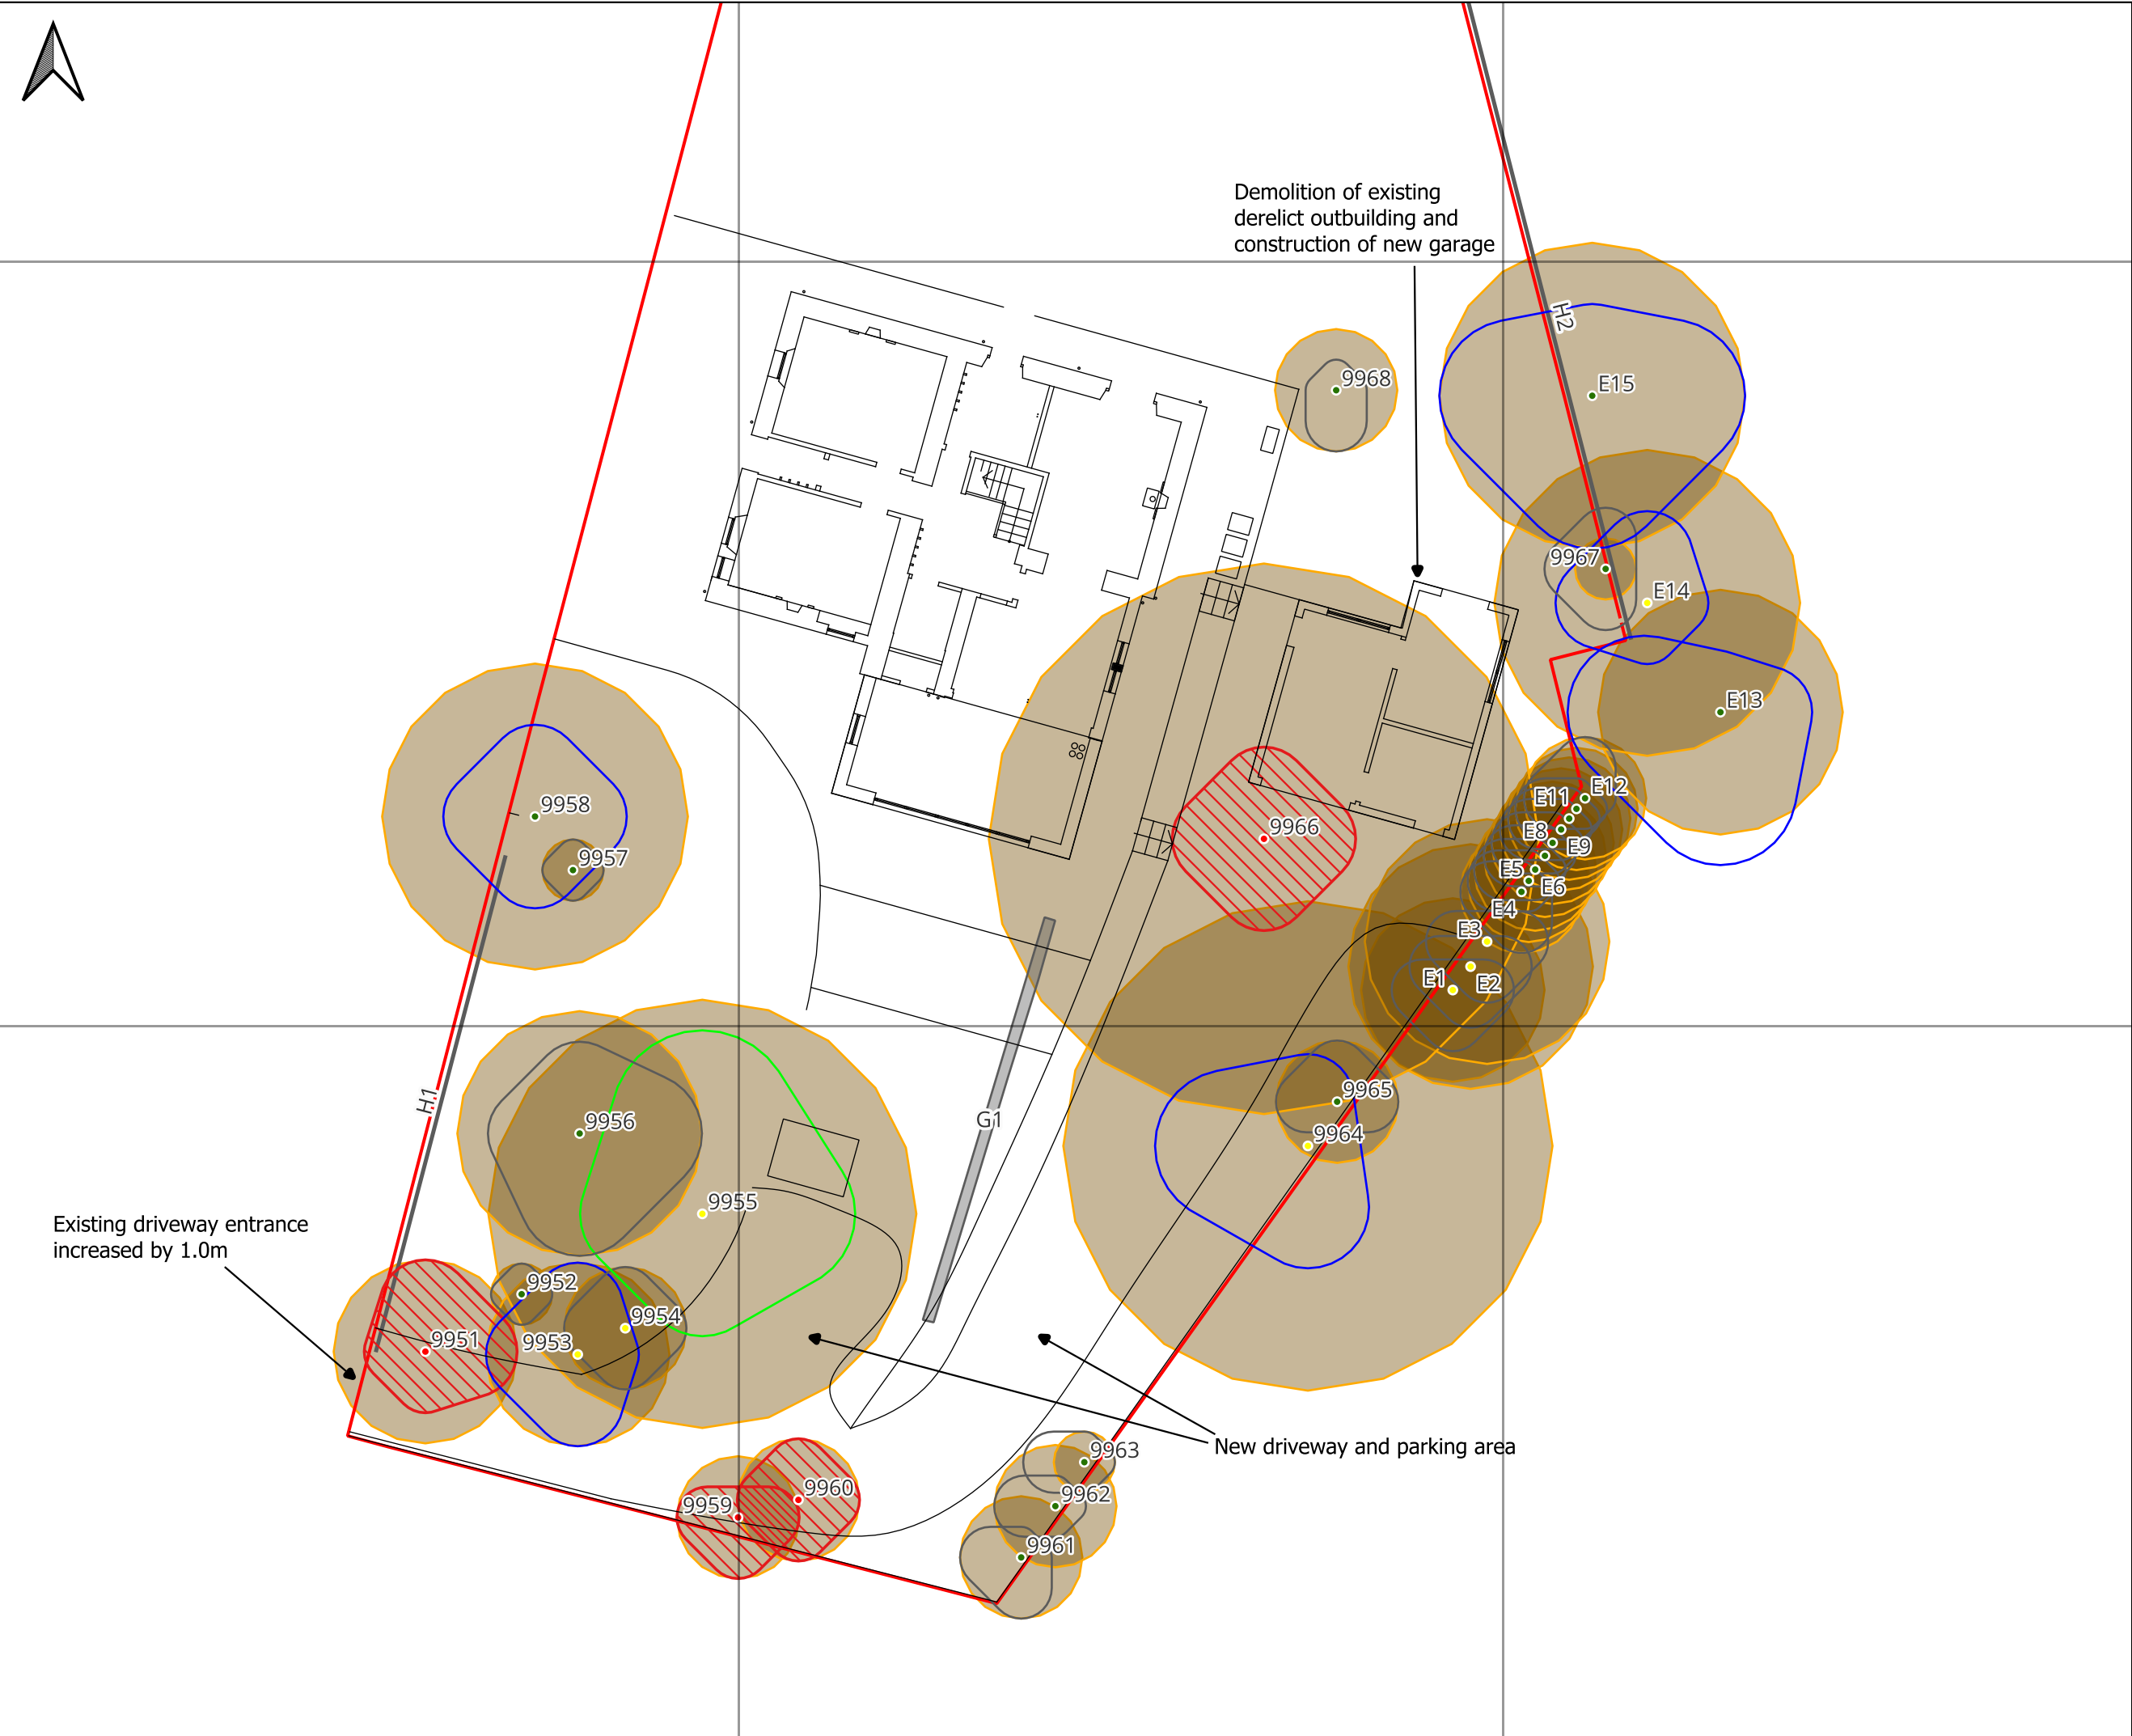 Demolition of existing
derelict outbuilding and
construction of new garage
H2
9968
E15
9967
E14
E13
9966
E12
E11
E8
E9
E5
E6
E4
E3
E1
E2
9958
9957
9965
9964
H1
9956
G1
9955
Existing driveway entrance
increased by 1.0m
9952
9954
9951
9953
New driveway and parking area
9963
9960
9959
9962
9961